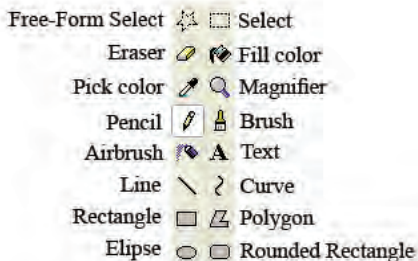 Free-Form Select Select
Eraser Fill color
Pick color Magnifier
Pencil Brush
Airbrush A Text
Line Curve
Rectangle Polygon
Elipse Rounded Rectangle